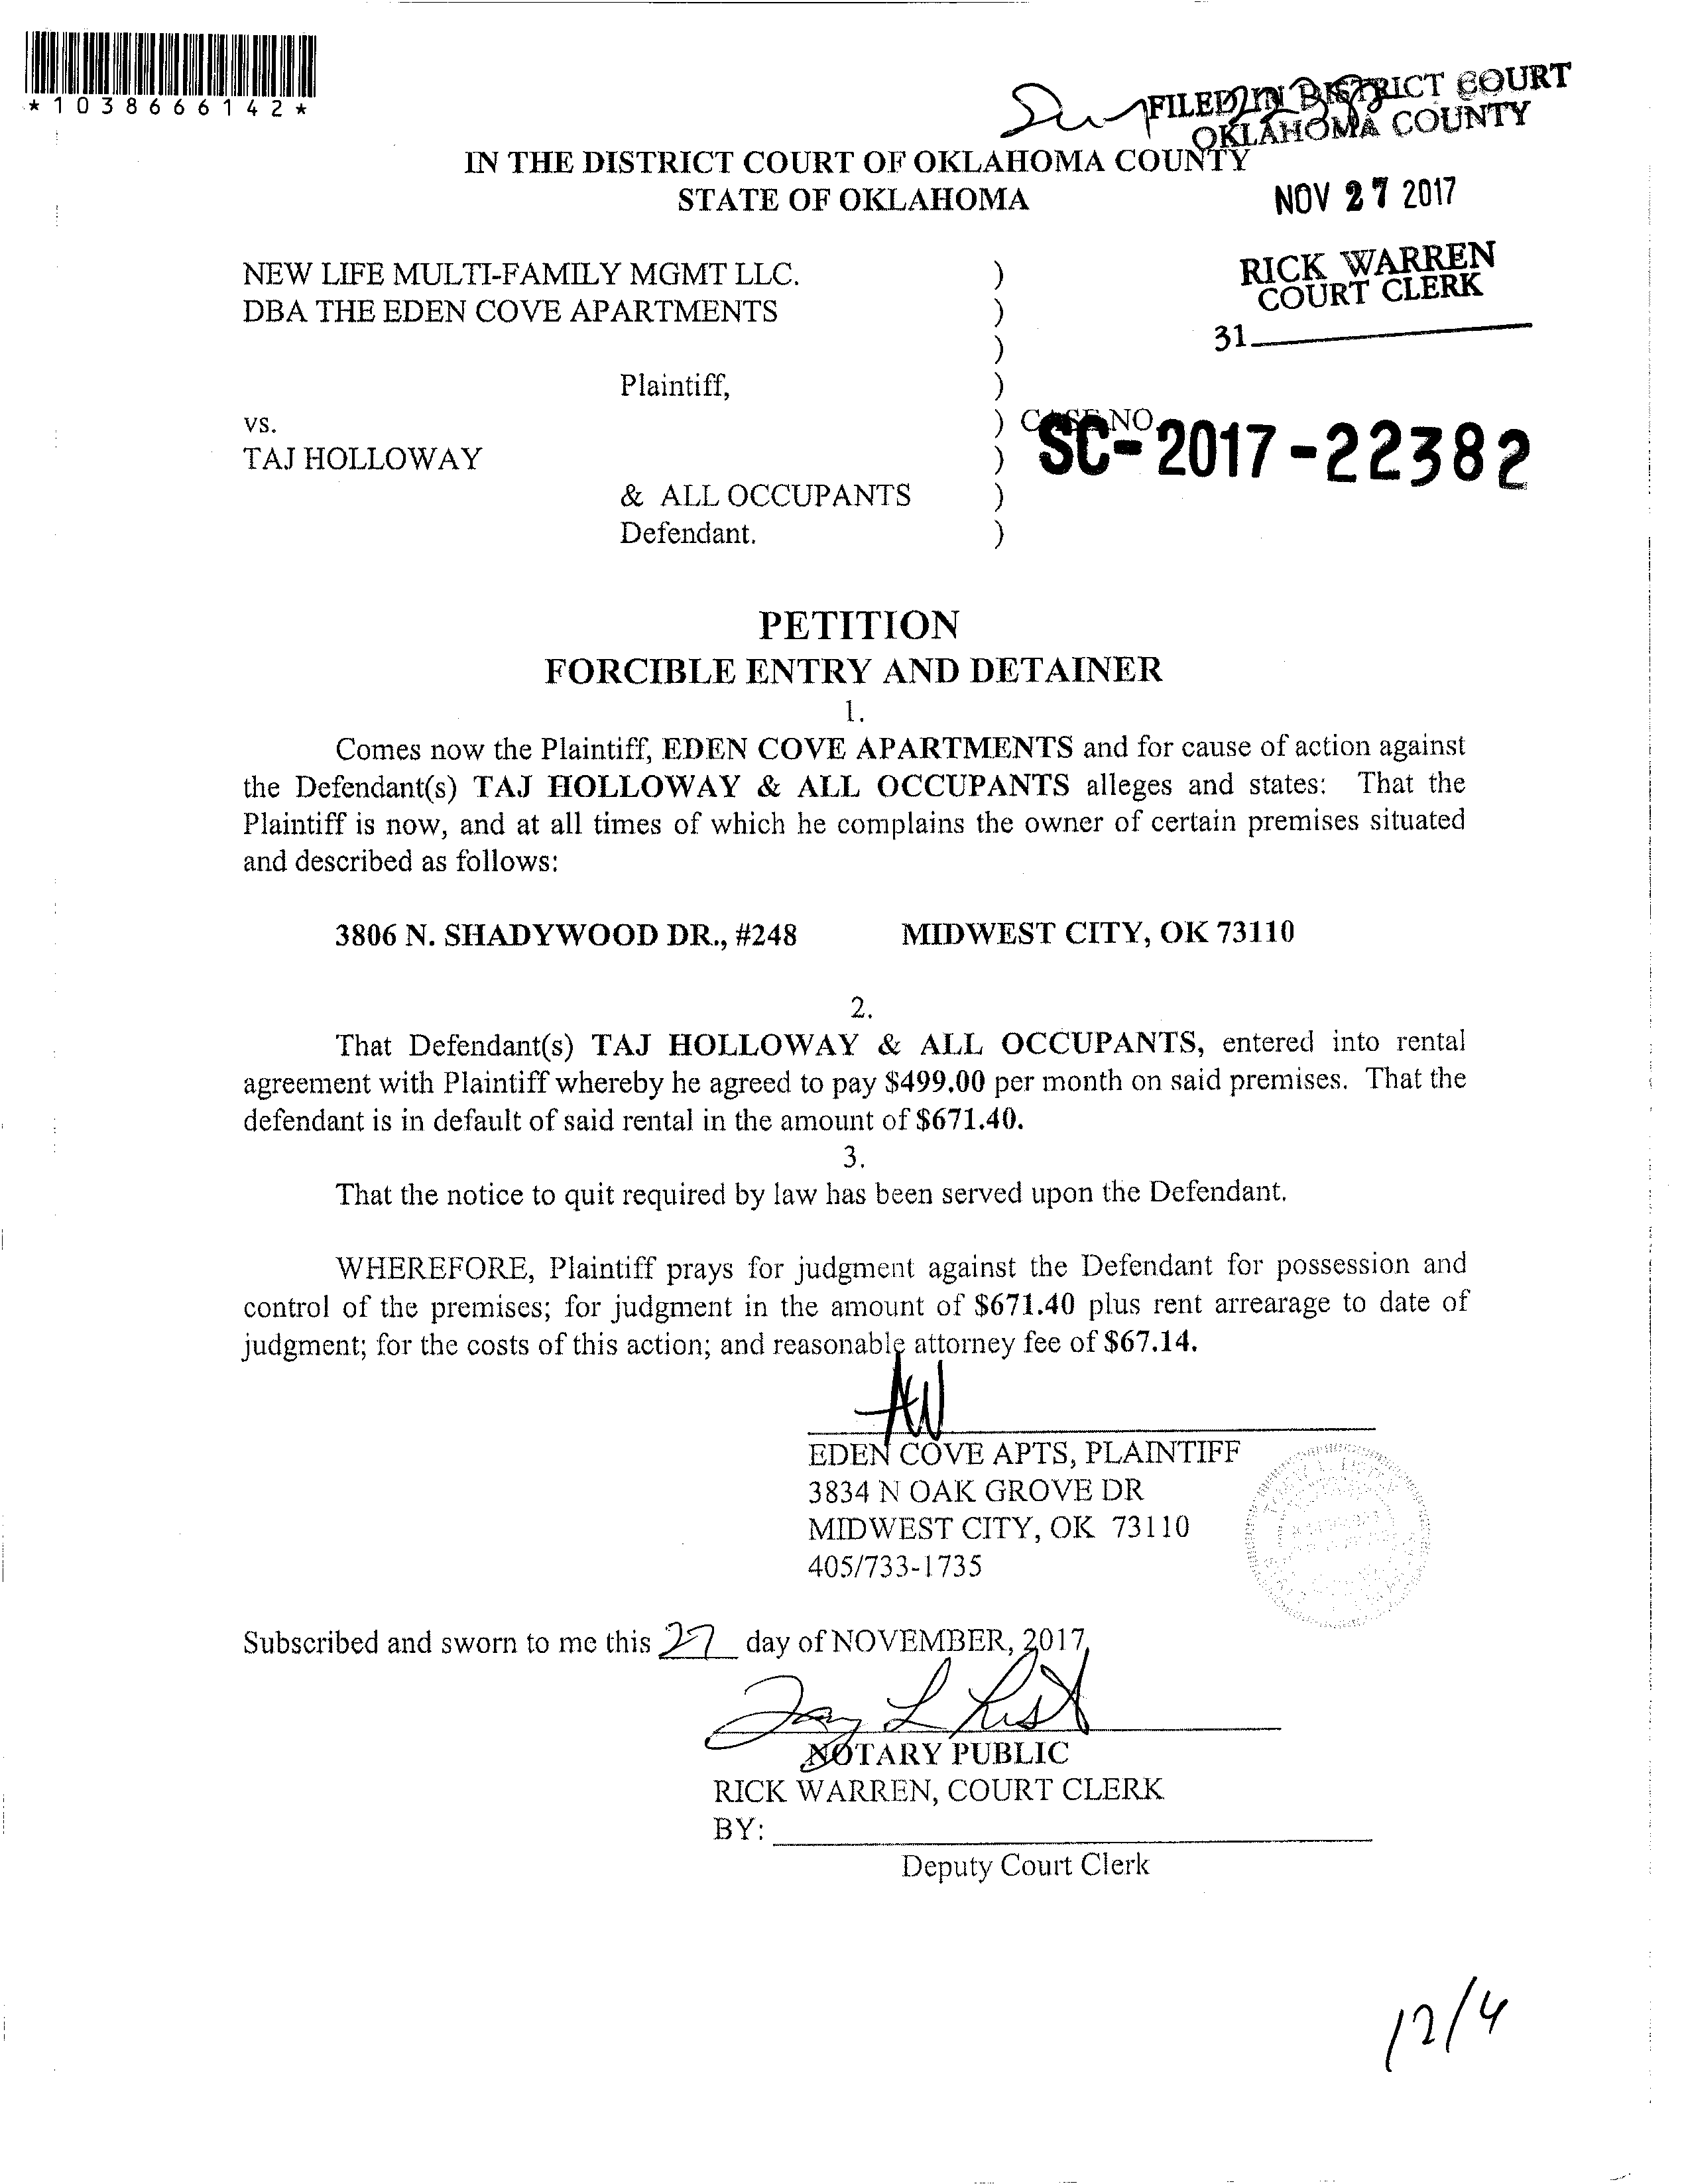 *1038666142*
FILED IN DISTRICT COURT
OKLAHOMA COUNTY
IN THE DISTRICT COURT OF OKLAHOMA COUNTY
STATE OF OKLAHOMA
NOV 27 2017
RICK WARREN
COURT CLERK
31
NEW LIFE MULTI-FAMILY MGMT LLC. )
DBA THE EDEN COVE APARTMENTS )
)
Plaintiff, )
vs. ) CASE NO.
SC-2017-22382
TAJ HOLLOWAY )
& ALL OCCUPANTS )
Defendant. )
PETITION
FORCIBLE ENTRY AND DETAINER
1.
Comes now the Plaintiff, EDEN COVE APARTMENTS and for cause of action against
the Defendant(s) TAJ HOLLOWAY & ALL OCCUPANTS alleges and states: That the
Plaintiff is now, and at all times of which he complains the owner of certain premises situated
and described as follows:
3806 N. SHADYWOOD DR., #248 MIDWEST CITY, OK 73110
2.
That Defendant(s) TAJ HOLLOWAY & ALL OCCUPANTS, entered into rental
agreement with Plaintiff whereby he agreed to pay $499.00 per month on said premises. That the
defendant is in default of said rental in the amount of $671.40.
3.
That the notice to quit required by law has been served upon the Defendant.
WHEREFORE, Plaintiff prays for judgment against the Defendant for possession and
control of the premises; for judgment in the amount of $671.40 plus rent arrearage to date of
judgment; for the costs of this action; and reasonable attorney fee of $67.14.
EDEN COVE APTS, PLAINTIFF
3834 N OAK GROVE DR
MIDWEST CITY, OK 73110
405/733-1735
Subscribed and sworn to me this 27 day of NOVEMBER, 2017,
NOTARY PUBLIC
RICK WARREN, COURT CLERK
BY:
Deputy Court Clerk
12/4